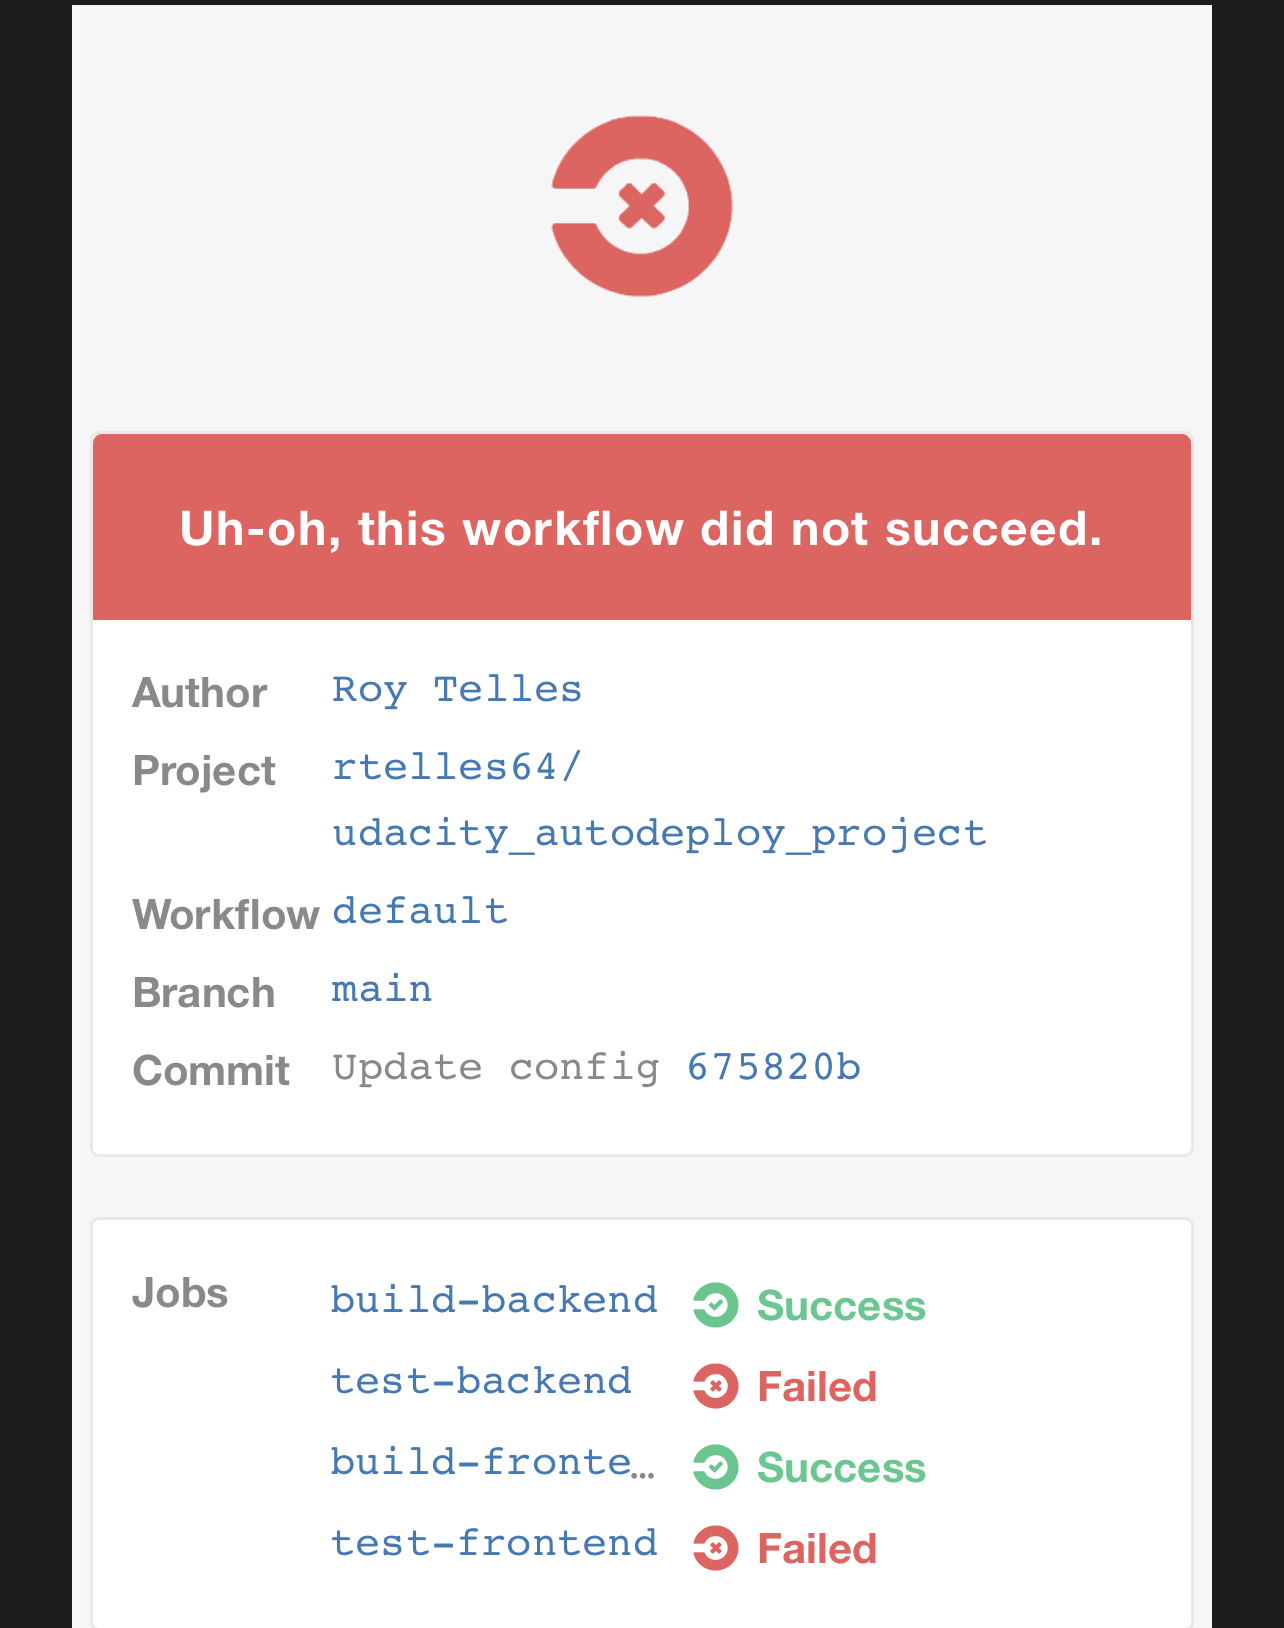 Uh-oh, this workflow did not succeed.
Author Roy Telles
Project rtelles64/
udacity_autodeploy_project
Workflow default
Branch main
Commit Update config 675820b
Jobs build-backend Success
test-backend Failed
build-fronte… Success
test-frontend Failed